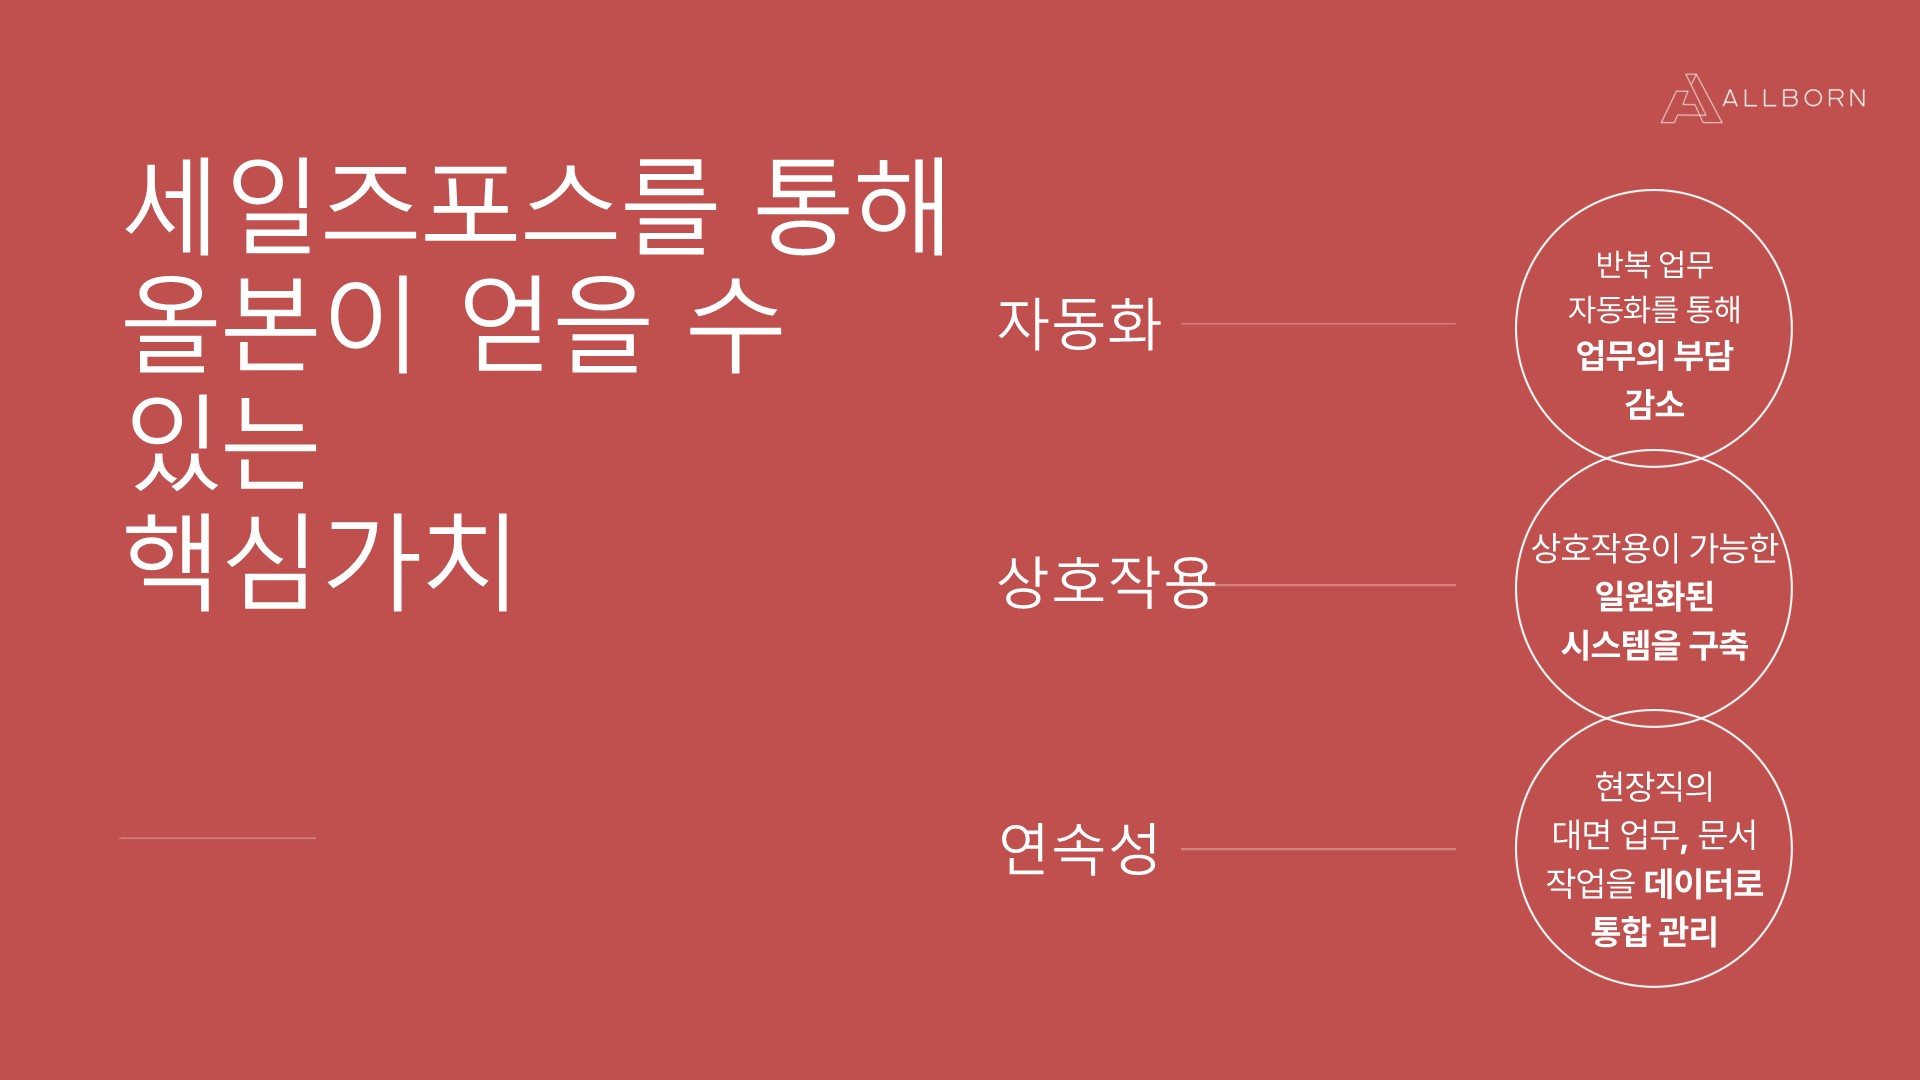 ALLBORN
세일즈포스를 통해
올본이 얻을 수
있는
핵심가치
자동화
반복 업무
자동화를 통해
업무의 부담
감소
상호작용
상호작용이 가능한
일원화된
시스템을 구축
연속성
현장직의
대면 업무, 문서
작업을 데이터로
통합 관리